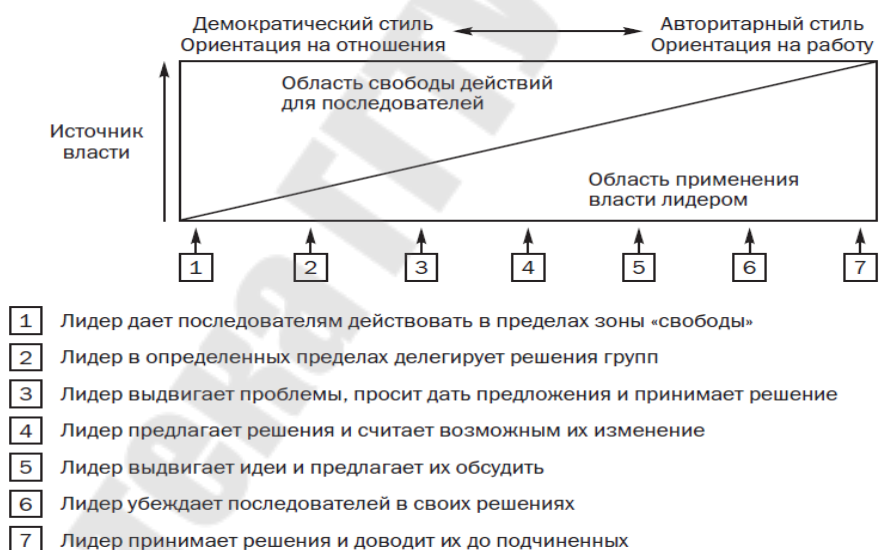 Демократический стиль
Ориентация на отношения
Авторитарный стиль
Ориентация на работу
Область свободы действий
для последователей
Источник
власти
Область применения
власти лидером
1
2
3
4
5
6
7
1 Лидер дает последователям действовать в пределах зоны «свободы»
2 Лидер в определенных пределах делегирует решения групп
3 Лидер выдвигает проблемы, просит дать предложения и принимает решение
4 Лидер предлагает решения и считает возможным их изменение
5 Лидер выдвигает идеи и предлагает их обсудить
6 Лидер убеждает последователей в своих решениях
7 Лидер принимает решения и доводит их до подчиненных